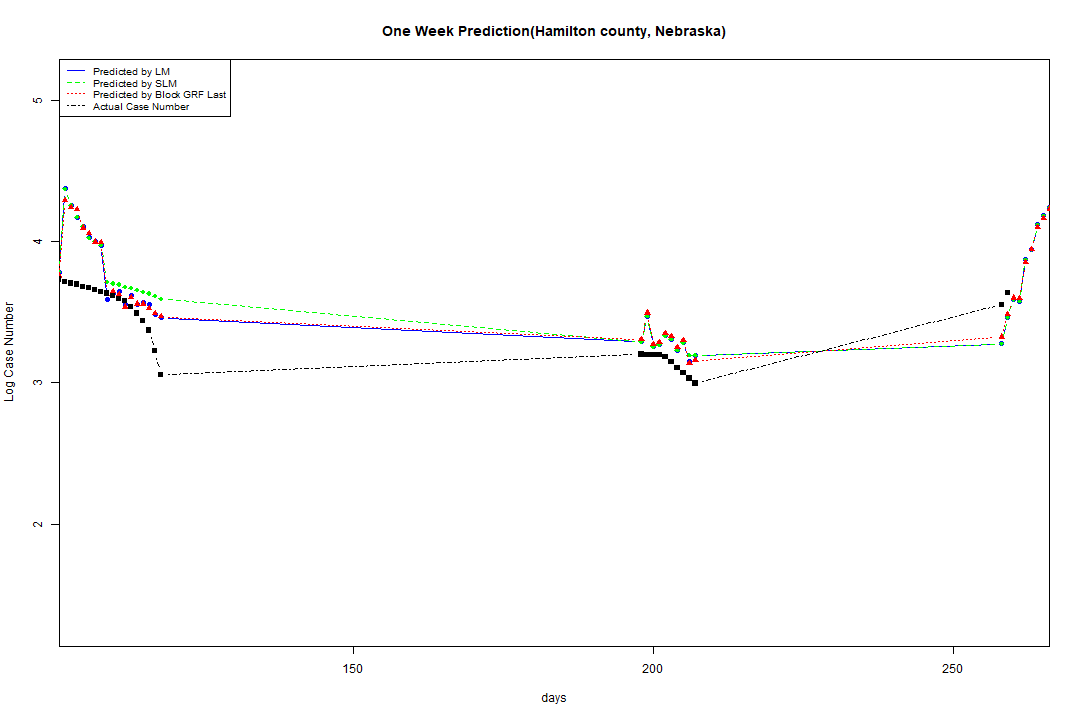 One Week Prediction(Hamilton county, Nebraska)
Predicted by LM
Predicted by SLM
Predicted by Block GRF Last
Actual Case Number
5
4
3
2
Log Case Number
150
200
250
days